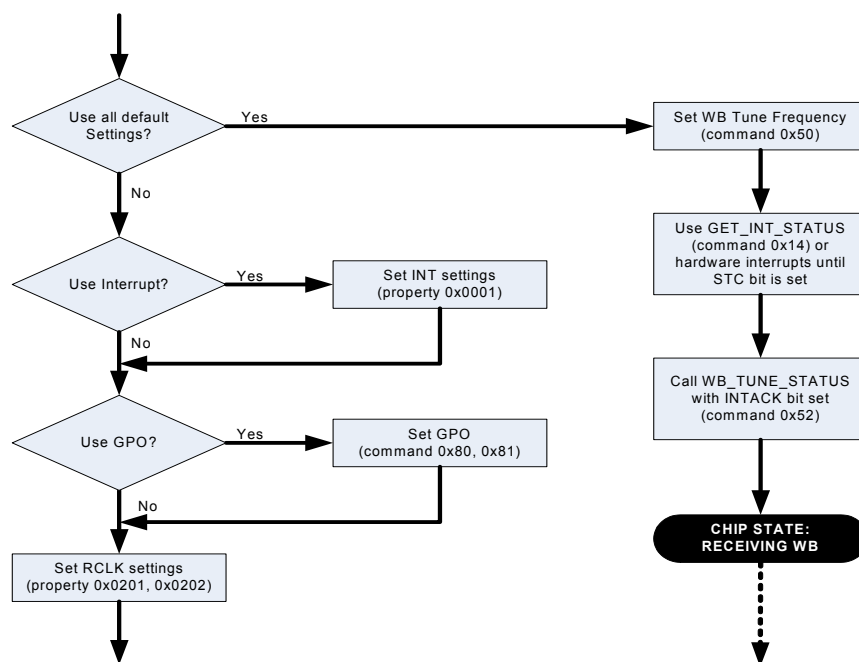 Use all default
Settings?
Yes
No
Set WB Tune Frequency
(command 0x50)
Use GET_INT_STATUS
(command 0x14) or
hardware interrupts until
STC bit is set
Use Interrupt?
Yes
No
Set INT settings
(property 0x0001)
Call WB_TUNE_STATUS
with INTACK bit set
(command 0x52)
Use GPO?
Yes
No
Set GPO
(command 0x80, 0x81)
CHIP STATE:
RECEIVING WB
Set RCLK settings
(property 0x0201, 0x0202)